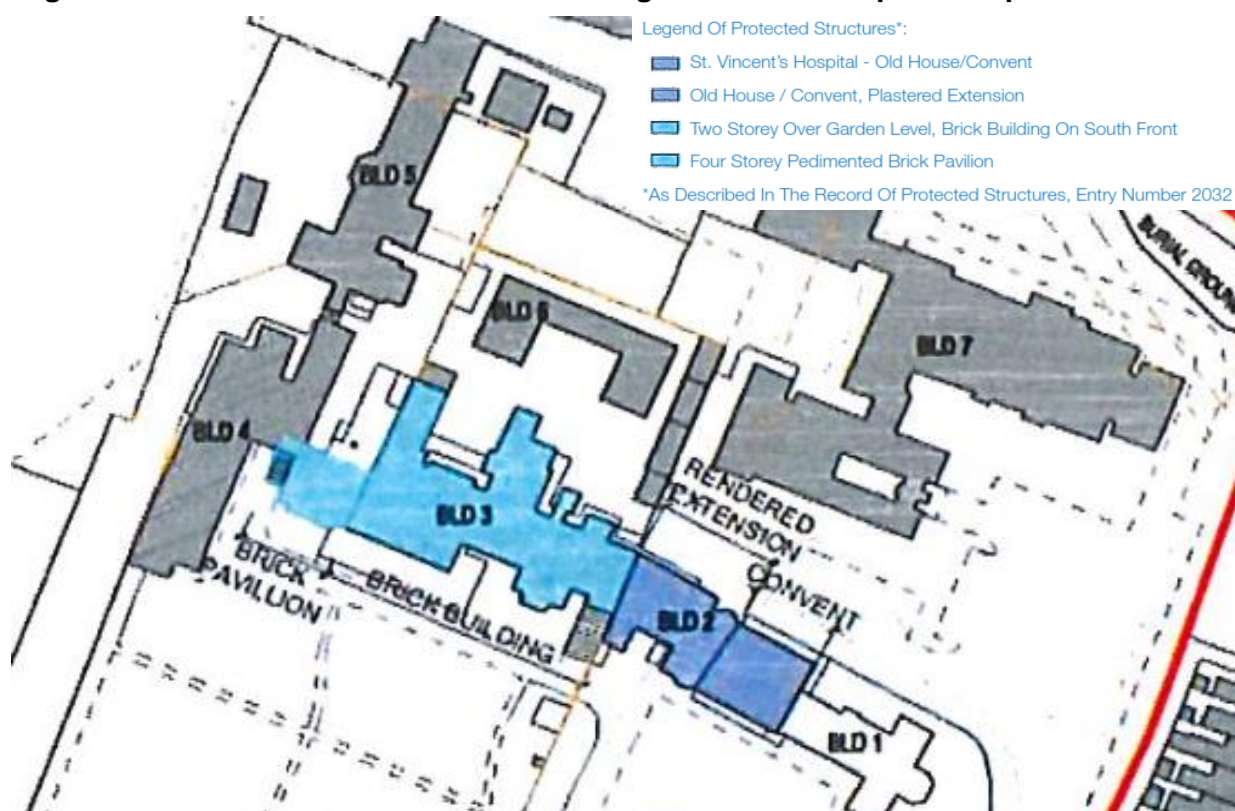 Legend Of Protected Structures*:
St. Vincent's Hospital - Old House/Convent
Old House / Convent, Plastered Extension
Two Storey Over Garden Level, Brick Building On South Front
Four Storey Pedimented Brick Pavilion
*As Described In The Record Of Protected Structures, Entry Number 2032
BLD 5
BURIAL GROUND
BLD 6
BLD 7
BLD 4
RENDERED
EXTENSION
BLD 3
CONVENT
BRICK
PAVILLION
BRICK BUILDING
BLD 2
BLD 1